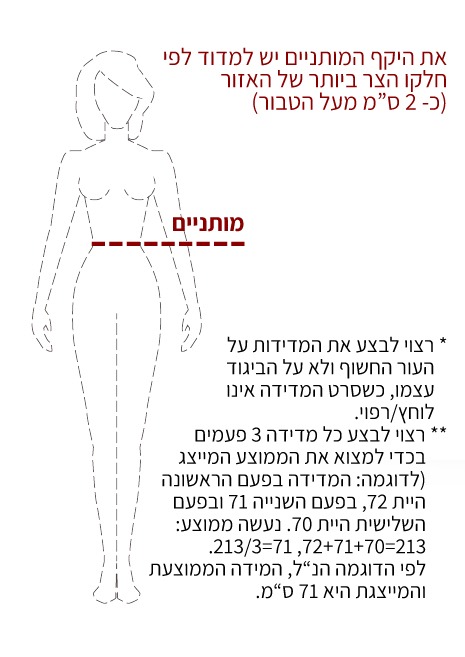 את היקף המותניים יש למדוד לפי
חלקו הצר ביותר של האזור
(כ- 2 ס”מ מעל הטבור)
מותניים
* רצוי לבצע את המדידות על
העור החשוף ולא על הביגוד
עצמו, כשסרט המדידה אינו
לוחץ/רפוי.
** רצוי לבצע כל מדידה 3 פעמים
בכדי למצוא את הממוצע המייצג
(לדוגמה: המדידה בפעם הראשונה
היית 72, בפעם השנייה 71 ובפעם
השלישית היית 70. נעשה ממוצע:
72+71+70=213, 213/3=71.
לפי הדוגמה הנ“ל, המידה הממוצעת
והמייצגת היא 71 ס“מ.